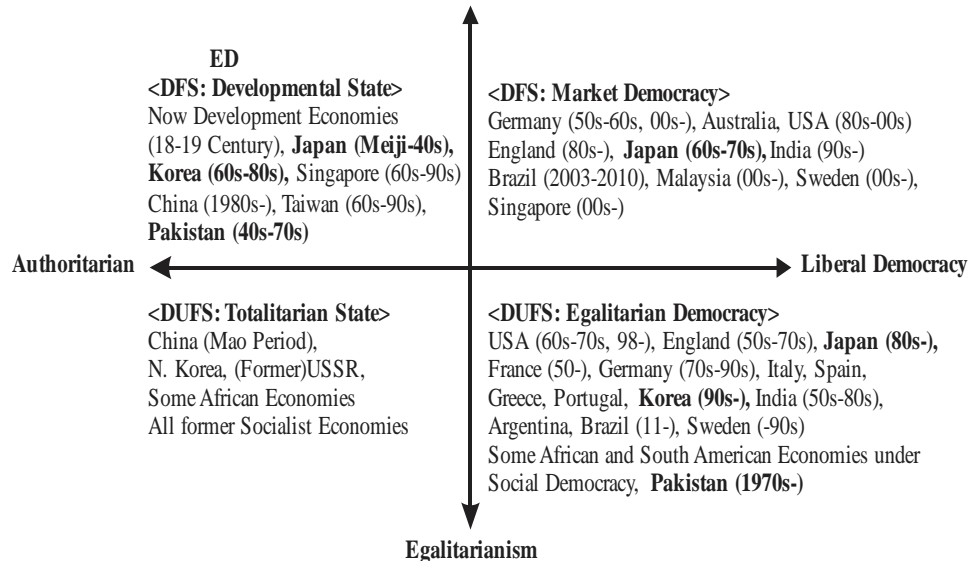 ED
<DFS: Developmental State>
Now Development Economies
(18-19 Century), Japan (Meiji-40s),
Korea (60s-80s), Singapore (60s-90s)
China (1980s-), Taiwan (60s-90s),
Pakistan (40s-70s)
<DFS: Market Democracy>
Germany (50s-60s, 00s-), Australia, USA (80s-00s)
England (80s-), Japan (60s-70s), India (90s-)
Brazil (2003-2010), Malaysia (00s-), Sweden (00s-),
Singapore (00s-)
Authoritarian
Liberal Democracy
<DUFS: Totalitarian State>
China (Mao Period),
N. Korea, (Former)USSR,
Some African Economies
All former Socialist Economies
<DUFS: Egalitarian Democracy>
USA (60s-70s, 98-), England (50s-70s), Japan (80s-),
France (50-), Germany (70s-90s), Italy, Spain,
Greece, Portugal, Korea (90s-), India (50s-80s),
Argentina, Brazil (11-), Sweden (-90s)
Some African and South American Economies under
Social Democracy, Pakistan (1970s-)
Egalitarianism